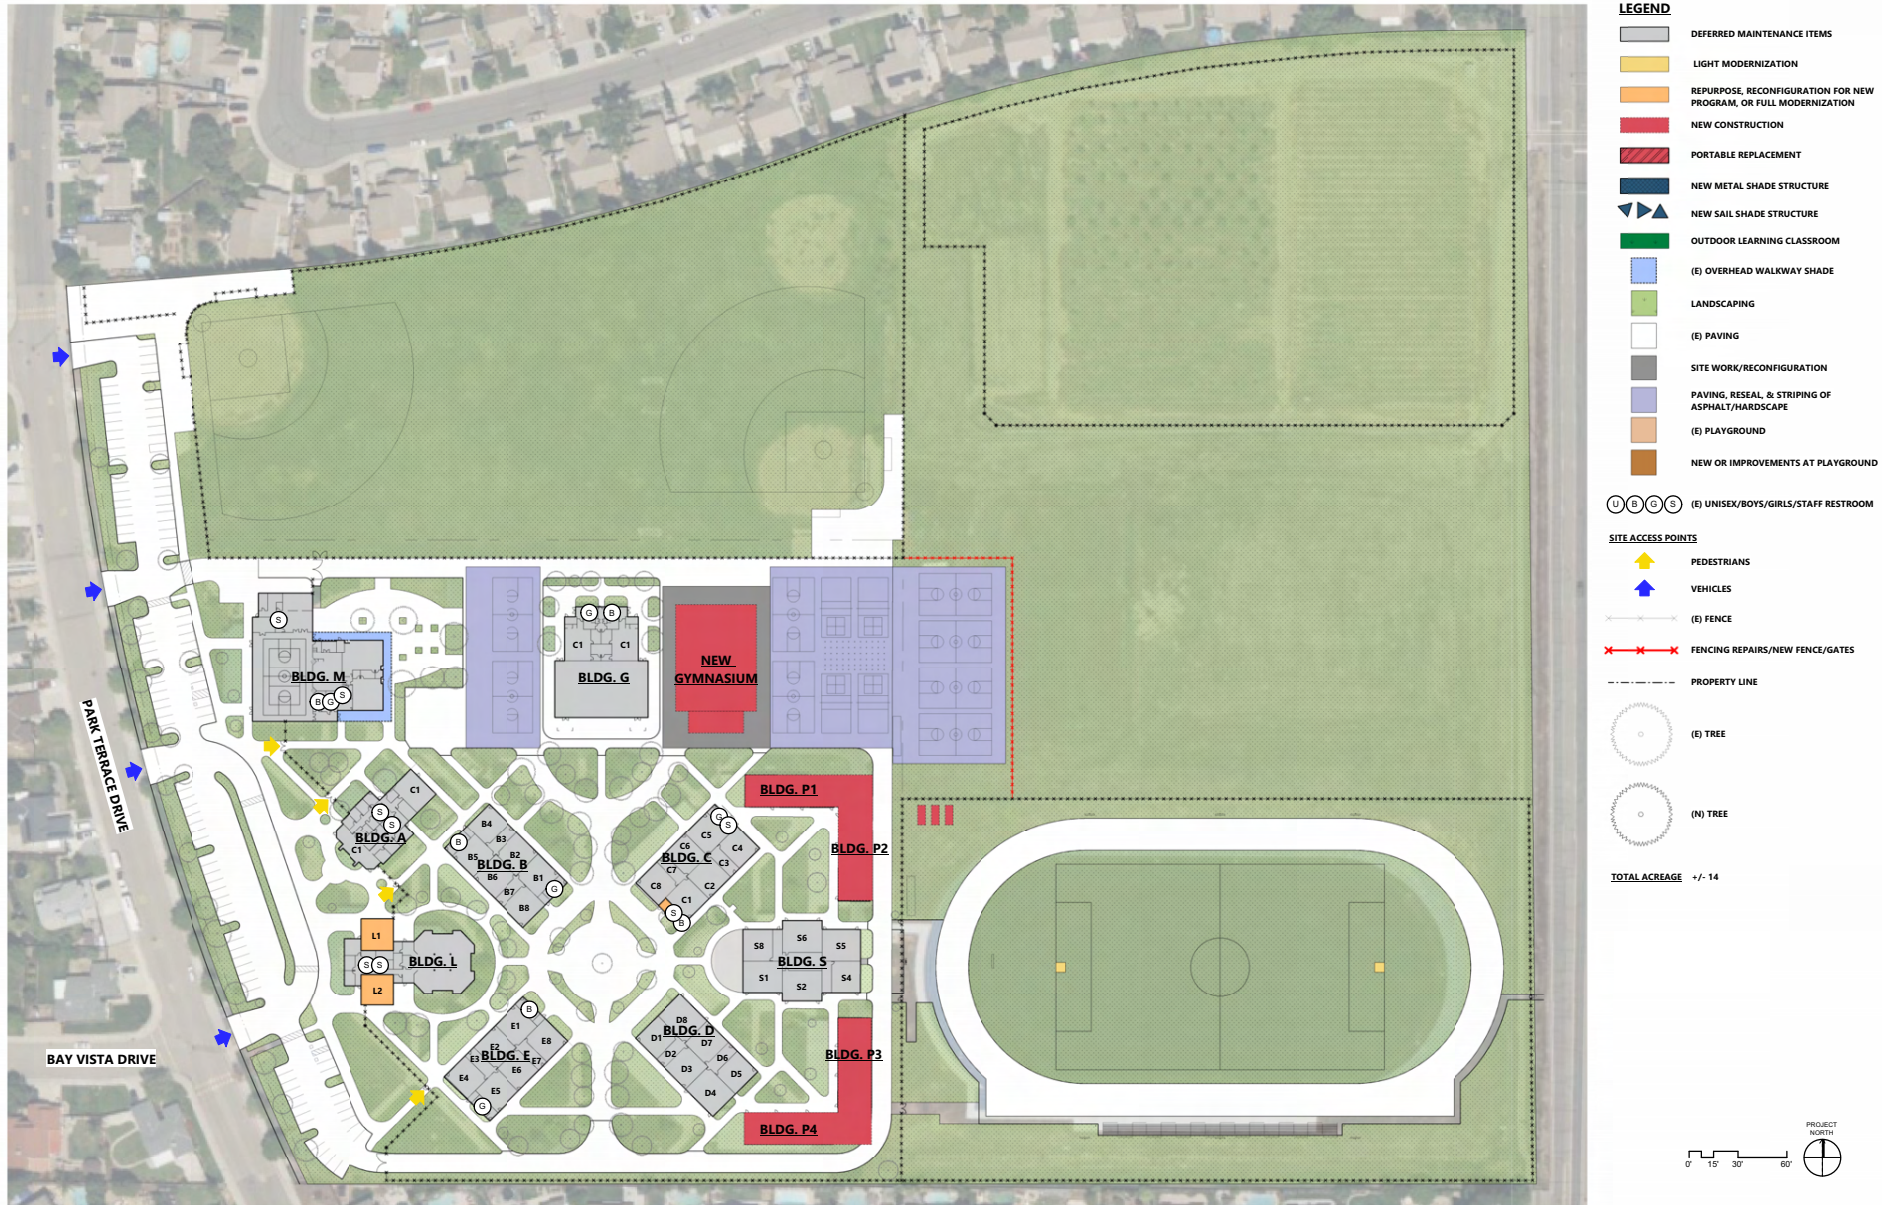 LEGEND
DEFERRED MAINTENANCE ITEMS
LIGHT MODERNIZATION
REPURPOSE, RECONFIGURATION FOR NEW
PROGRAM, OR FULL MODERNIZATION
NEW CONSTRUCTION
PORTABLE REPLACEMENT
NEW METAL SHADE STRUCTURE
NEW SAIL SHADE STRUCTURE
OUTDOOR LEARNING CLASSROOM
(E) OVERHEAD WALKWAY SHADE
LANDSCAPING
(E) PAVING
SITE WORK/RECONFIGURATION
PAVING, RESEAL, & STRIPING OF
ASPHALT/HARDSCAPE
(E) PLAYGROUND
NEW OR IMPROVEMENTS AT PLAYGROUND
U B G S (E) UNISEX/BOYS/GIRLS/STAFF RESTROOM
SITE ACCESS POINTS
PEDESTRIANS
VEHICLES
(E) FENCE
FENCING REPAIRS/NEW FENCE/GATES
PROPERTY LINE
(E) TREE
(N) TREE
TOTAL ACREAGE +/- 14
PROJECT
NORTH
0' 15' 30' 60'
PARK TERRACE DRIVE
BAY VISTA DRIVE
S
BLDG. M
B G S
G B
C1 C1
BLDG. G
NEW
GYMNASIUM
C1
S
S
BLDG. A
C1
B4
B3
B
B5
B2
BLDG. B
B6
B1
B7
G
B8
G
S
C5
C6
C4
BLDG. C
C3
C7
C8
C2
C1
S
B
BLDG. P1
BLDG. P2
L1
S S
BLDG. L
L2
S6
S8
S5
BLDG. S
S1
S4
S2
B
E1
E2
E8
E3
BLDG. E
E7
E6
E4
E5
G
D8
BLDG. D
D1
D7
D2
D6
D3
D5
D4
BLDG. P3
BLDG. P4